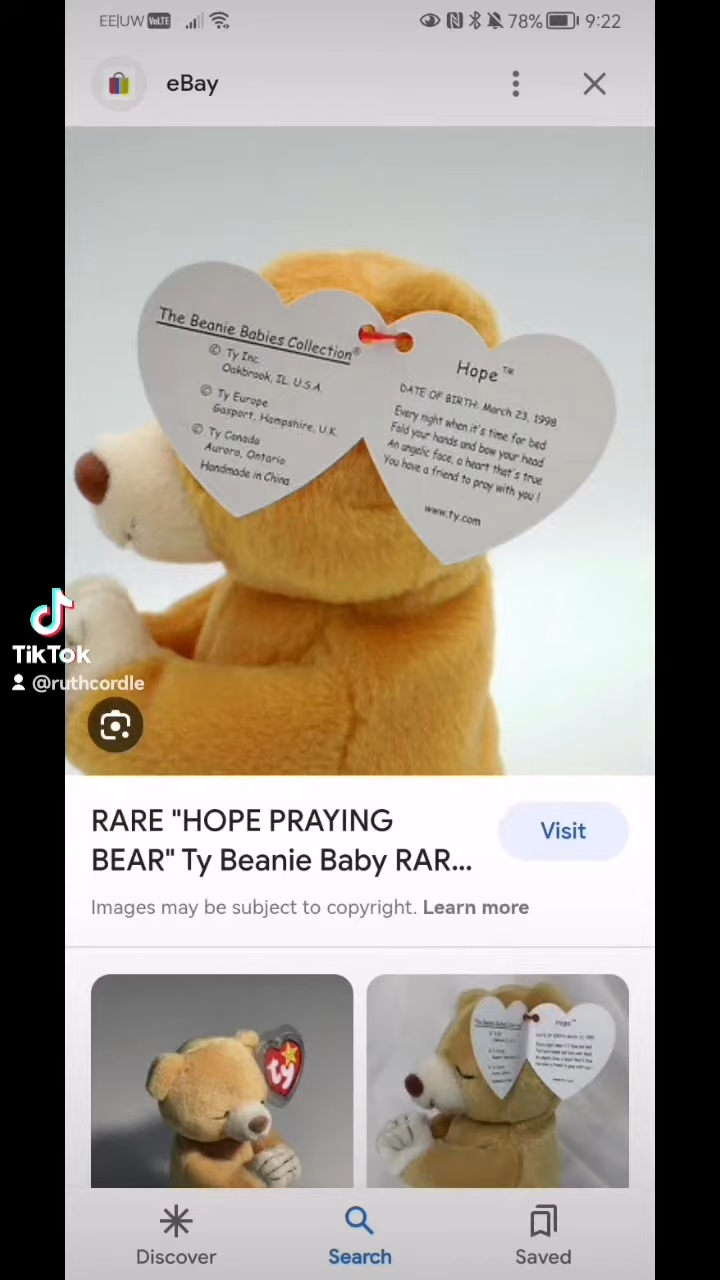 EE|UW VoLTE 78% 9:22
eBay
The Beanie Babies Collection®
© Ty Inc.
Oakbrook, IL. U.S.A.
© Ty Europe
Gasport, Hampshire, U.K.
© Ty Canada
Aurora, Ontario
Handmade in China
Hope™
DATE OF BIRTH: March 23, 1998
Every night when it's time for bed
Fold your hands and bow your head
An angelic face, a heart that's true
You have a friend to pray with you !
www.ty.com
TikTok
@ruthcordle
RARE "HOPE PRAYING
BEAR" Ty Beanie Baby RAR...
Visit
Images may be subject to copyright. Learn more
ty
Hope™
Discover
Search
Saved